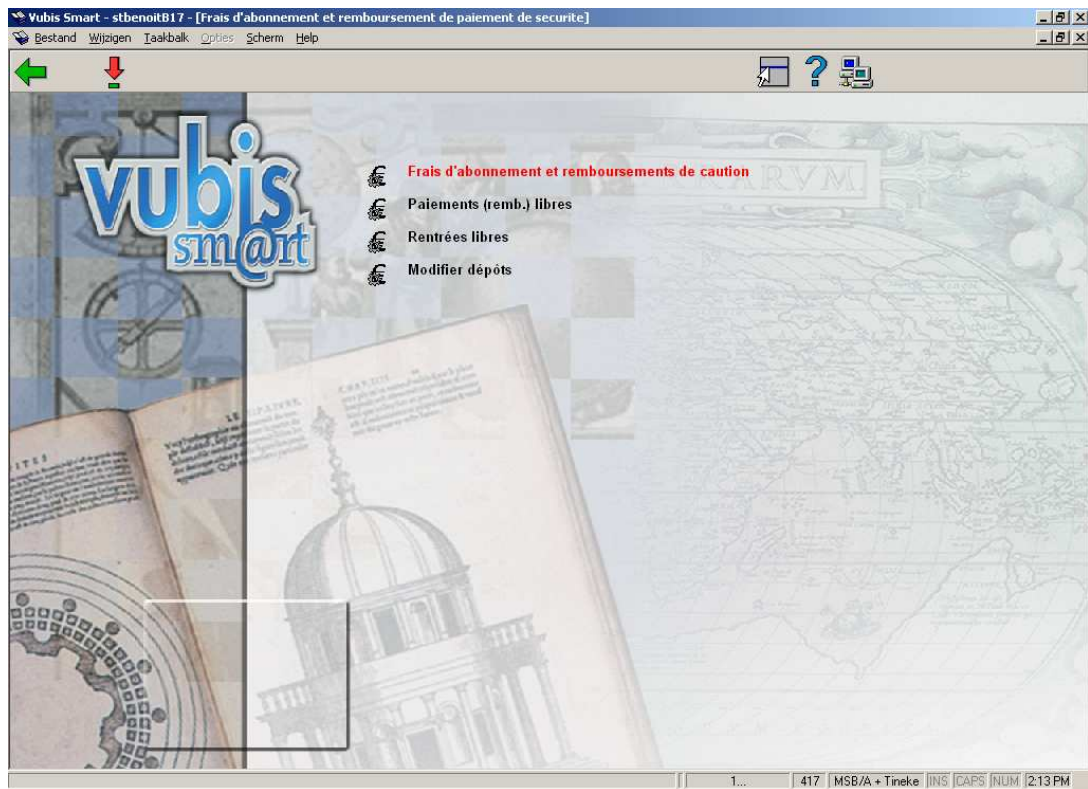 Vubis Smart - stbenoitB17 - [Frais d'abonnement et remboursement de paiement de securite]
Bestand Wijzigen Taakbalk Opties Scherm Help
vubis
sm@rt
Frais d'abonnement et remboursements de caution
Paiements (remb.) libres
Rentrées libres
Modifier dépôts
ARVM
1... 417 MSB/A + Tineke INS CAPS NUM 2:13 PM